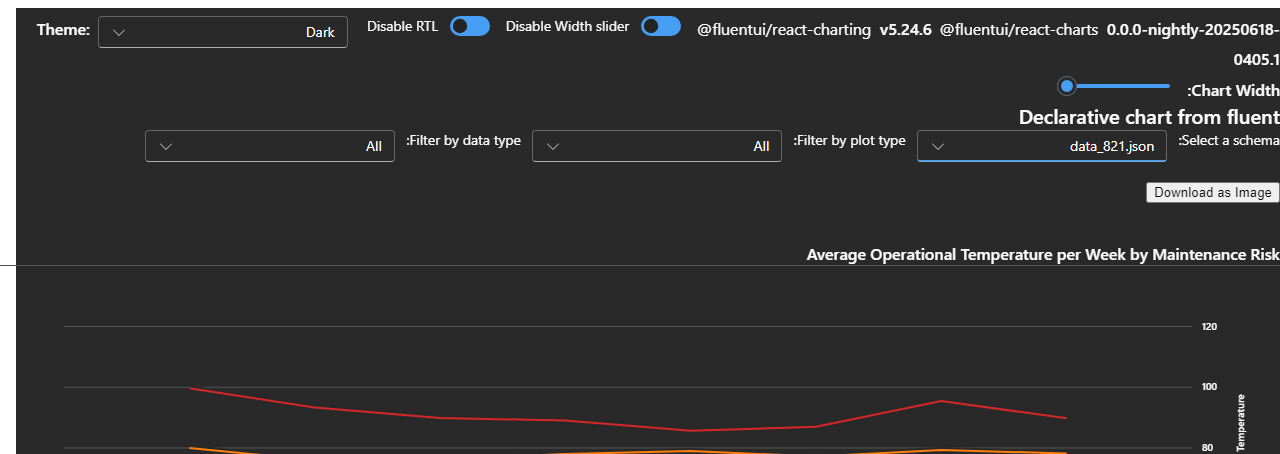 Theme: Dark Disable RTL Disable Width slider @fluentui/react-charting v5.24.6 @fluentui/react-charts 0.0.0-nightly-20250618-
0405.1
:Chart Width
Declarative chart from fluent
:Select a schema data_821.json :Filter by plot type All :Filter by data type All
Download as Image
Average Operational Temperature per Week by Maintenance Risk
120
100
Temperature
80